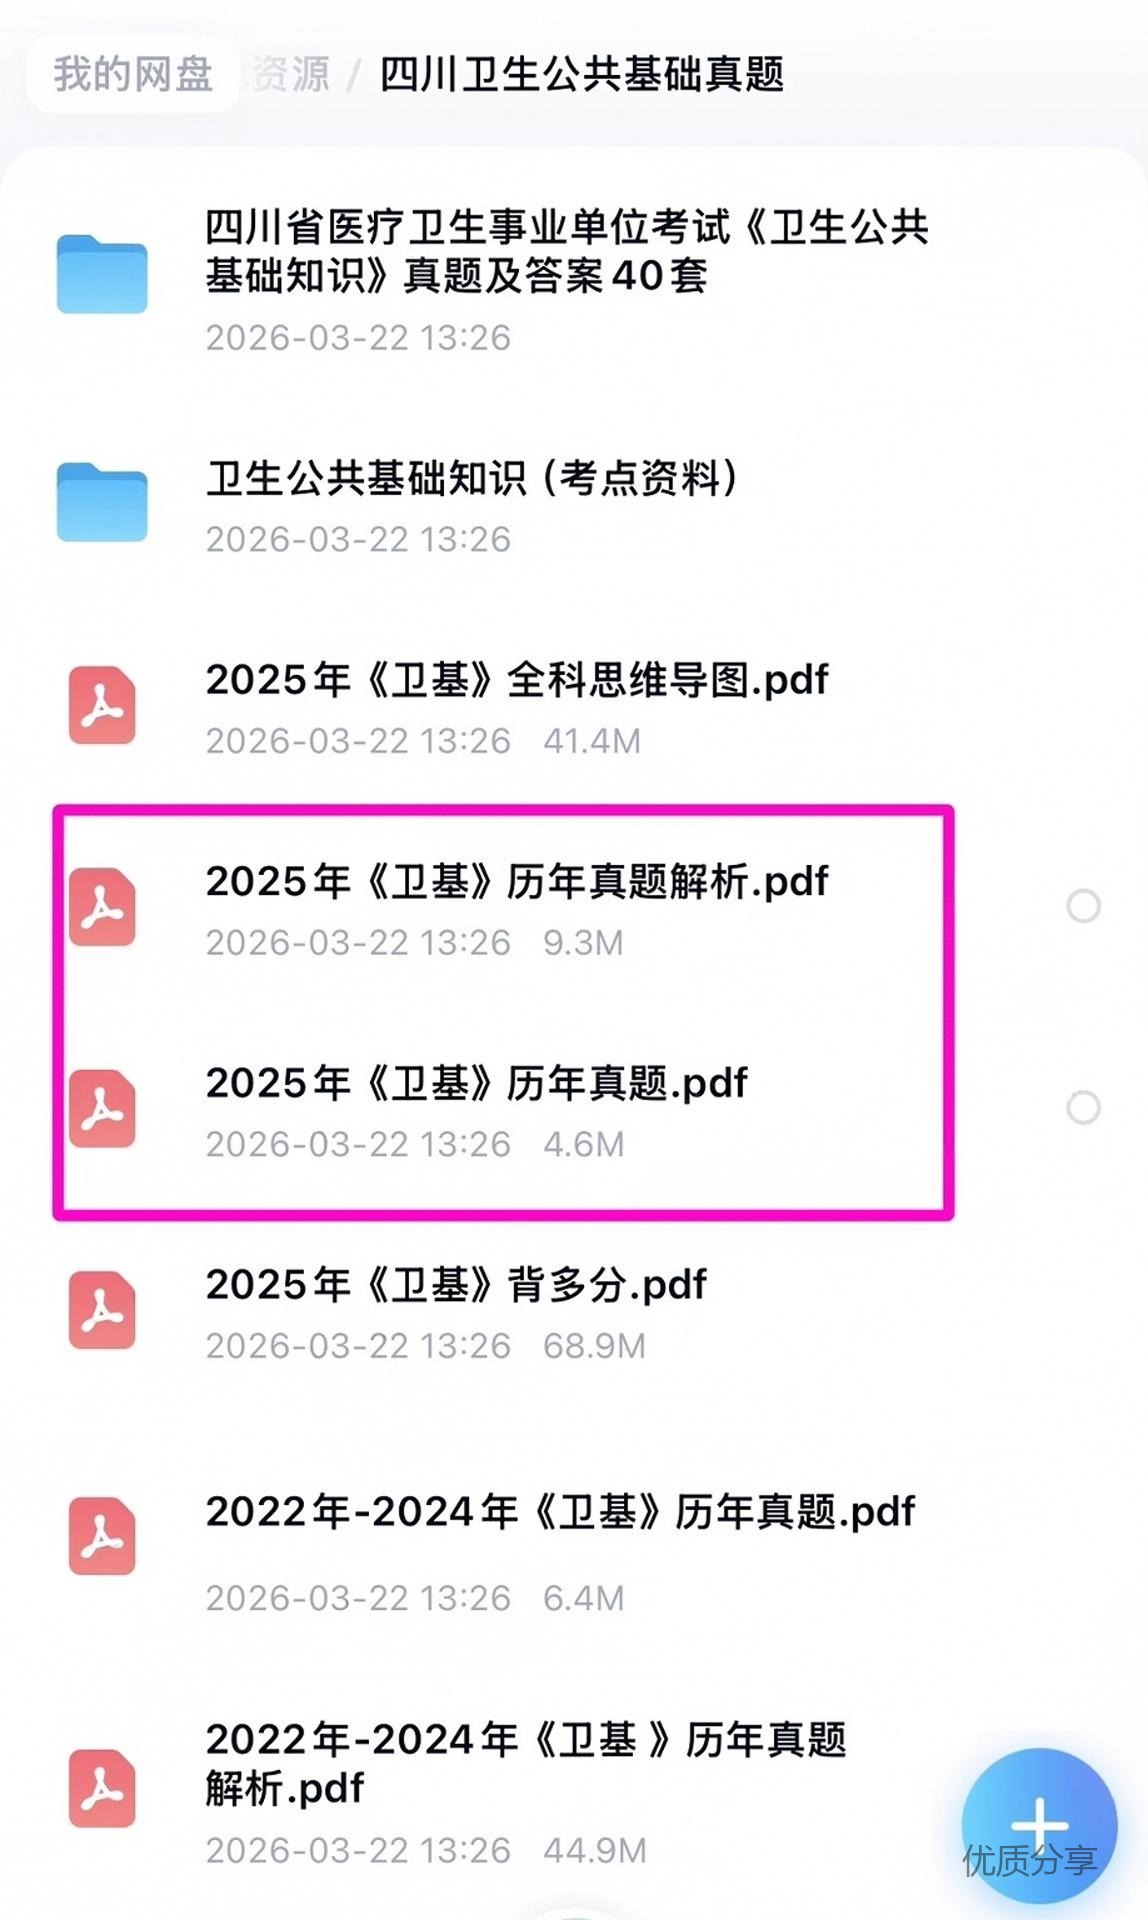 我的网盘 资源 / 四川卫生公共基础真题
四川省医疗卫生事业单位考试《卫生公共
基础知识》真题及答案40套
2026-03-22 13:26
卫生公共基础知识（考点资料）
2026-03-22 13:26
2025年《卫基》全科思维导图.pdf
2026-03-22 13:26 41.4M
2025年《卫基》历年真题解析.pdf
2026-03-22 13:26 9.3M
2025年《卫基》历年真题.pdf
2026-03-22 13:26 4.6M
2025年《卫基》背多分.pdf
2026-03-22 13:26 68.9M
2022年-2024年《卫基》历年真题.pdf
2026-03-22 13:26 6.4M
2022年-2024年《卫基 》历年真题
解析.pdf
2026-03-22 13:26 44.9M
优质分享